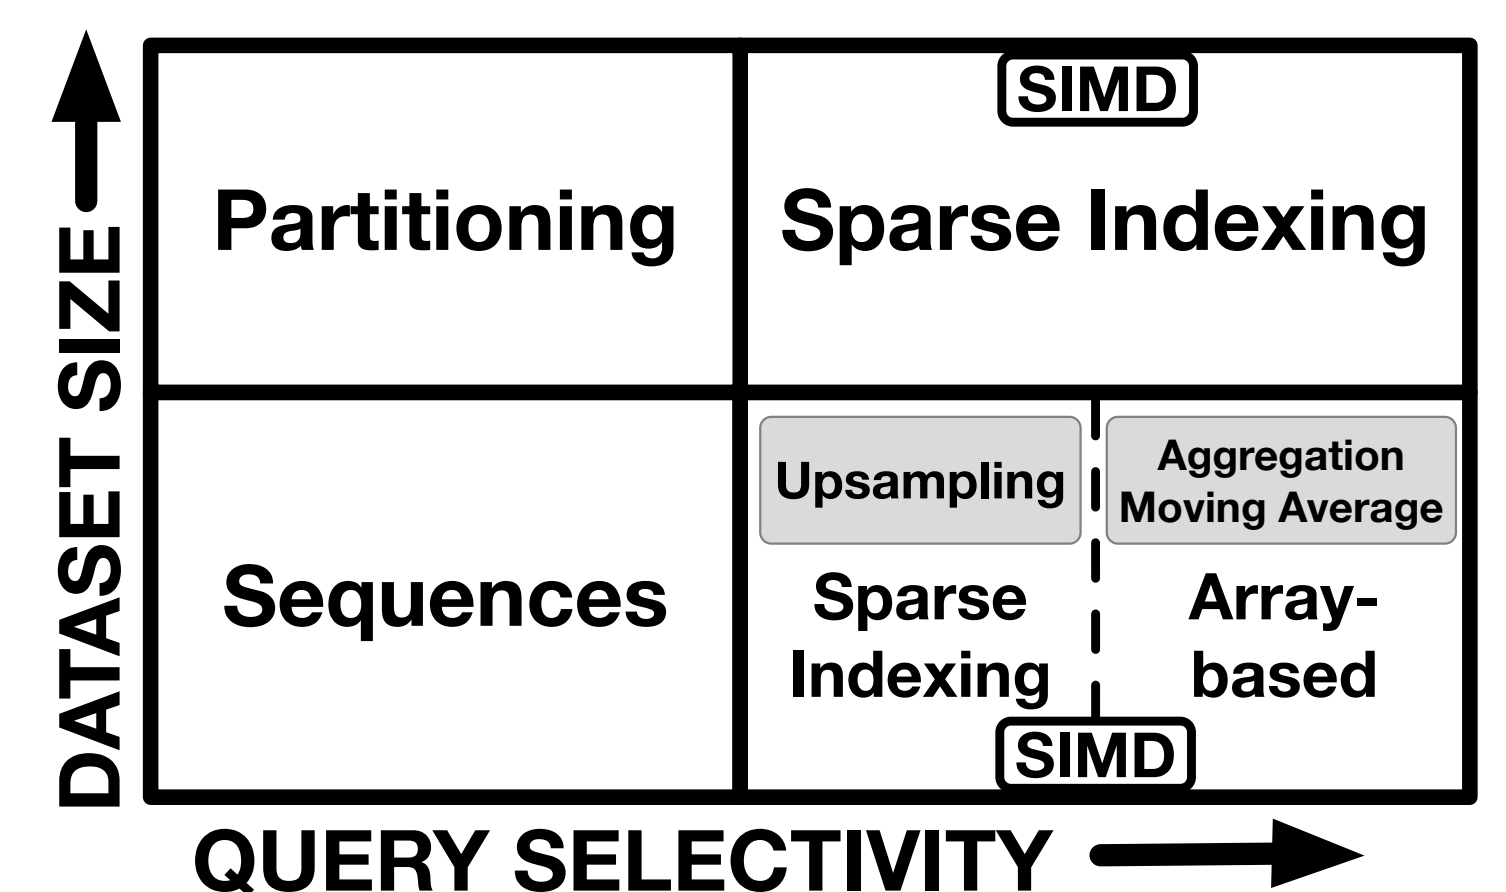 SIMD
Partitioning
Sparse Indexing
DATASET SIZE
Sequences
Upsampling
Sparse
Indexing
Aggregation
Moving Average
Array-
based
SIMD
QUERY SELECTIVITY